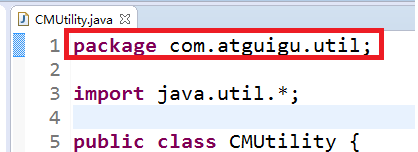 CMUtility.java
1 package com.atguigu.util;
2
3 import java.util.*;
4
5 public class CMUtility {